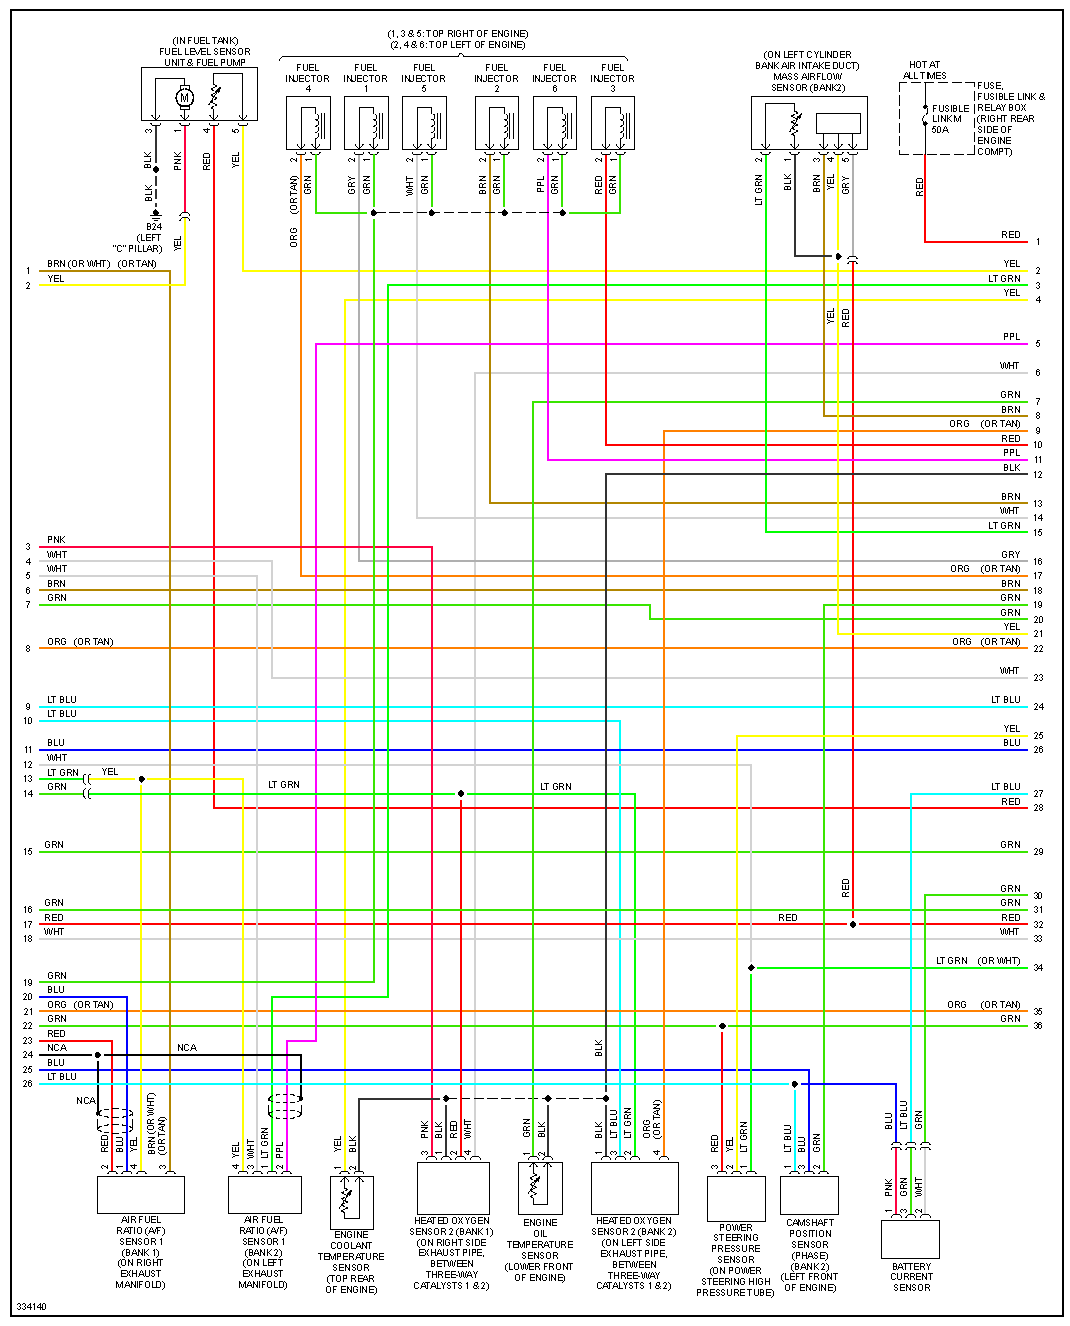 (1, 3 & 5: TOP RIGHT OF ENGINE)
(2, 4 & 6: TOP LEFT OF ENGINE)
(IN FUEL TANK)
FUEL LEVEL SENSOR
UNIT & FUEL PUMP
M
3
1
4
5
BLK
BLK
PNK
RED
YEL
YEL
B24
(LEFT
"C" PILLAR)
FUEL
INJECTOR
4
FUEL
INJECTOR
1
FUEL
INJECTOR
5
FUEL
INJECTOR
2
FUEL
INJECTOR
6
FUEL
INJECTOR
3
2 1
2 1
2 1
2 1
2 1
2 1
ORG (OR TAN)
GRN
GRY
GRN
WHT
GRN
BRN
GRN
PPL
GRN
RED
GRN
(ON LEFT CYLINDER
BANK AIR INTAKE DUCT)
MASS AIRFLOW
SENSOR (BANK2)
2
1
3
4
5
LT GRN
BLK
BRN
YEL
GRY
YEL
RED
HOT AT
ALL TIMES
FUSIBLE
LINK M
50A
FUSE,
FUSIBLE LINK &
RELAY BOX
(RIGHT REAR
SIDE OF
ENGINE
COMPT)
RED
1 BRN (OR WHT) (OR TAN)
2 YEL
3 PNK
4 WHT
5 WHT
6 BRN
7 GRN
8 ORG (OR TAN)
9 LT BLU
10 LT BLU
11 BLU
12 WHT
13 LT GRN YEL
14 GRN LT GRN LT GRN
15 GRN
16 GRN
17 RED RED
18 WHT
19 GRN
20 BLU
21 ORG (OR TAN)
22 GRN
23 RED
24 NCA NCA
25 BLU
26 LT BLU
RED 1
YEL 2
LT GRN 3
YEL 4
PPL 5
WHT 6
GRN 7
BRN 8
ORG (OR TAN) 9
RED 10
PPL 11
BLK 12
BRN 13
WHT 14
LT GRN 15
GRY 16
ORG (OR TAN) 17
BRN 18
GRN 19
GRN 20
YEL 21
ORG (OR TAN) 22
WHT 23
LT BLU 24
YEL 25
BLU 26
LT BLU 27
RED 28
GRN 29
GRN 30
GRN 31
RED 32
WHT 33
LT GRN (OR WHT) 34
ORG (OR TAN) 35
GRN 36
RED
BLK
NCA
RED
BLU
YEL
BRN (OR WHT)
(OR TAN)
2
1
4
3
YEL
WHT
LT GRN
PPL
4
3
1
2
YEL
BLK
1
2
PNK
BLK
RED
WHT
3
1
2
4
GRN
BLK
1
2
BLK
LT BLU
LT GRN
ORG
(OR TAN)
1
3
2
4
RED
YEL
LT GRN
3
2
1
LT BLU
BLU
GRN
1
3
2
BLU
LT BLU
GRN
PNK
GRN
WHT
1
3
2
AIR FUEL
RATIO (A/F)
SENSOR 1
(BANK 1)
(ON RIGHT
EXHAUST
MANIFOLD)
AIR FUEL
RATIO (A/F)
SENSOR 1
(BANK 2)
(ON LEFT
EXHAUST
MANIFOLD)
ENGINE
COOLANT
TEMPERATURE
SENSOR
(TOP REAR
OF ENGINE)
HEATED OXYGEN
SENSOR 2 (BANK 1)
(ON RIGHT SIDE
EXHAUST PIPE,
BETWEEN
THREE-WAY
CATALYSTS 1 & 2)
ENGINE
OIL
TEMPERATURE
SENSOR
(LOWER FRONT
OF ENGINE)
HEATED OXYGEN
SENSOR 2 (BANK 2)
(ON LEFT SIDE
EXHAUST PIPE,
BETWEEN
THREE-WAY
CATALYSTS 1 & 2)
POWER
STEERING
PRESSURE
SENSOR
(ON POWER
STEERING HIGH
PRESSURE TUBE)
CAMSHAFT
POSITION
SENSOR
(PHASE)
(BANK 2)
(LEFT FRONT
OF ENGINE)
BATTERY
CURRENT
SENSOR
334140